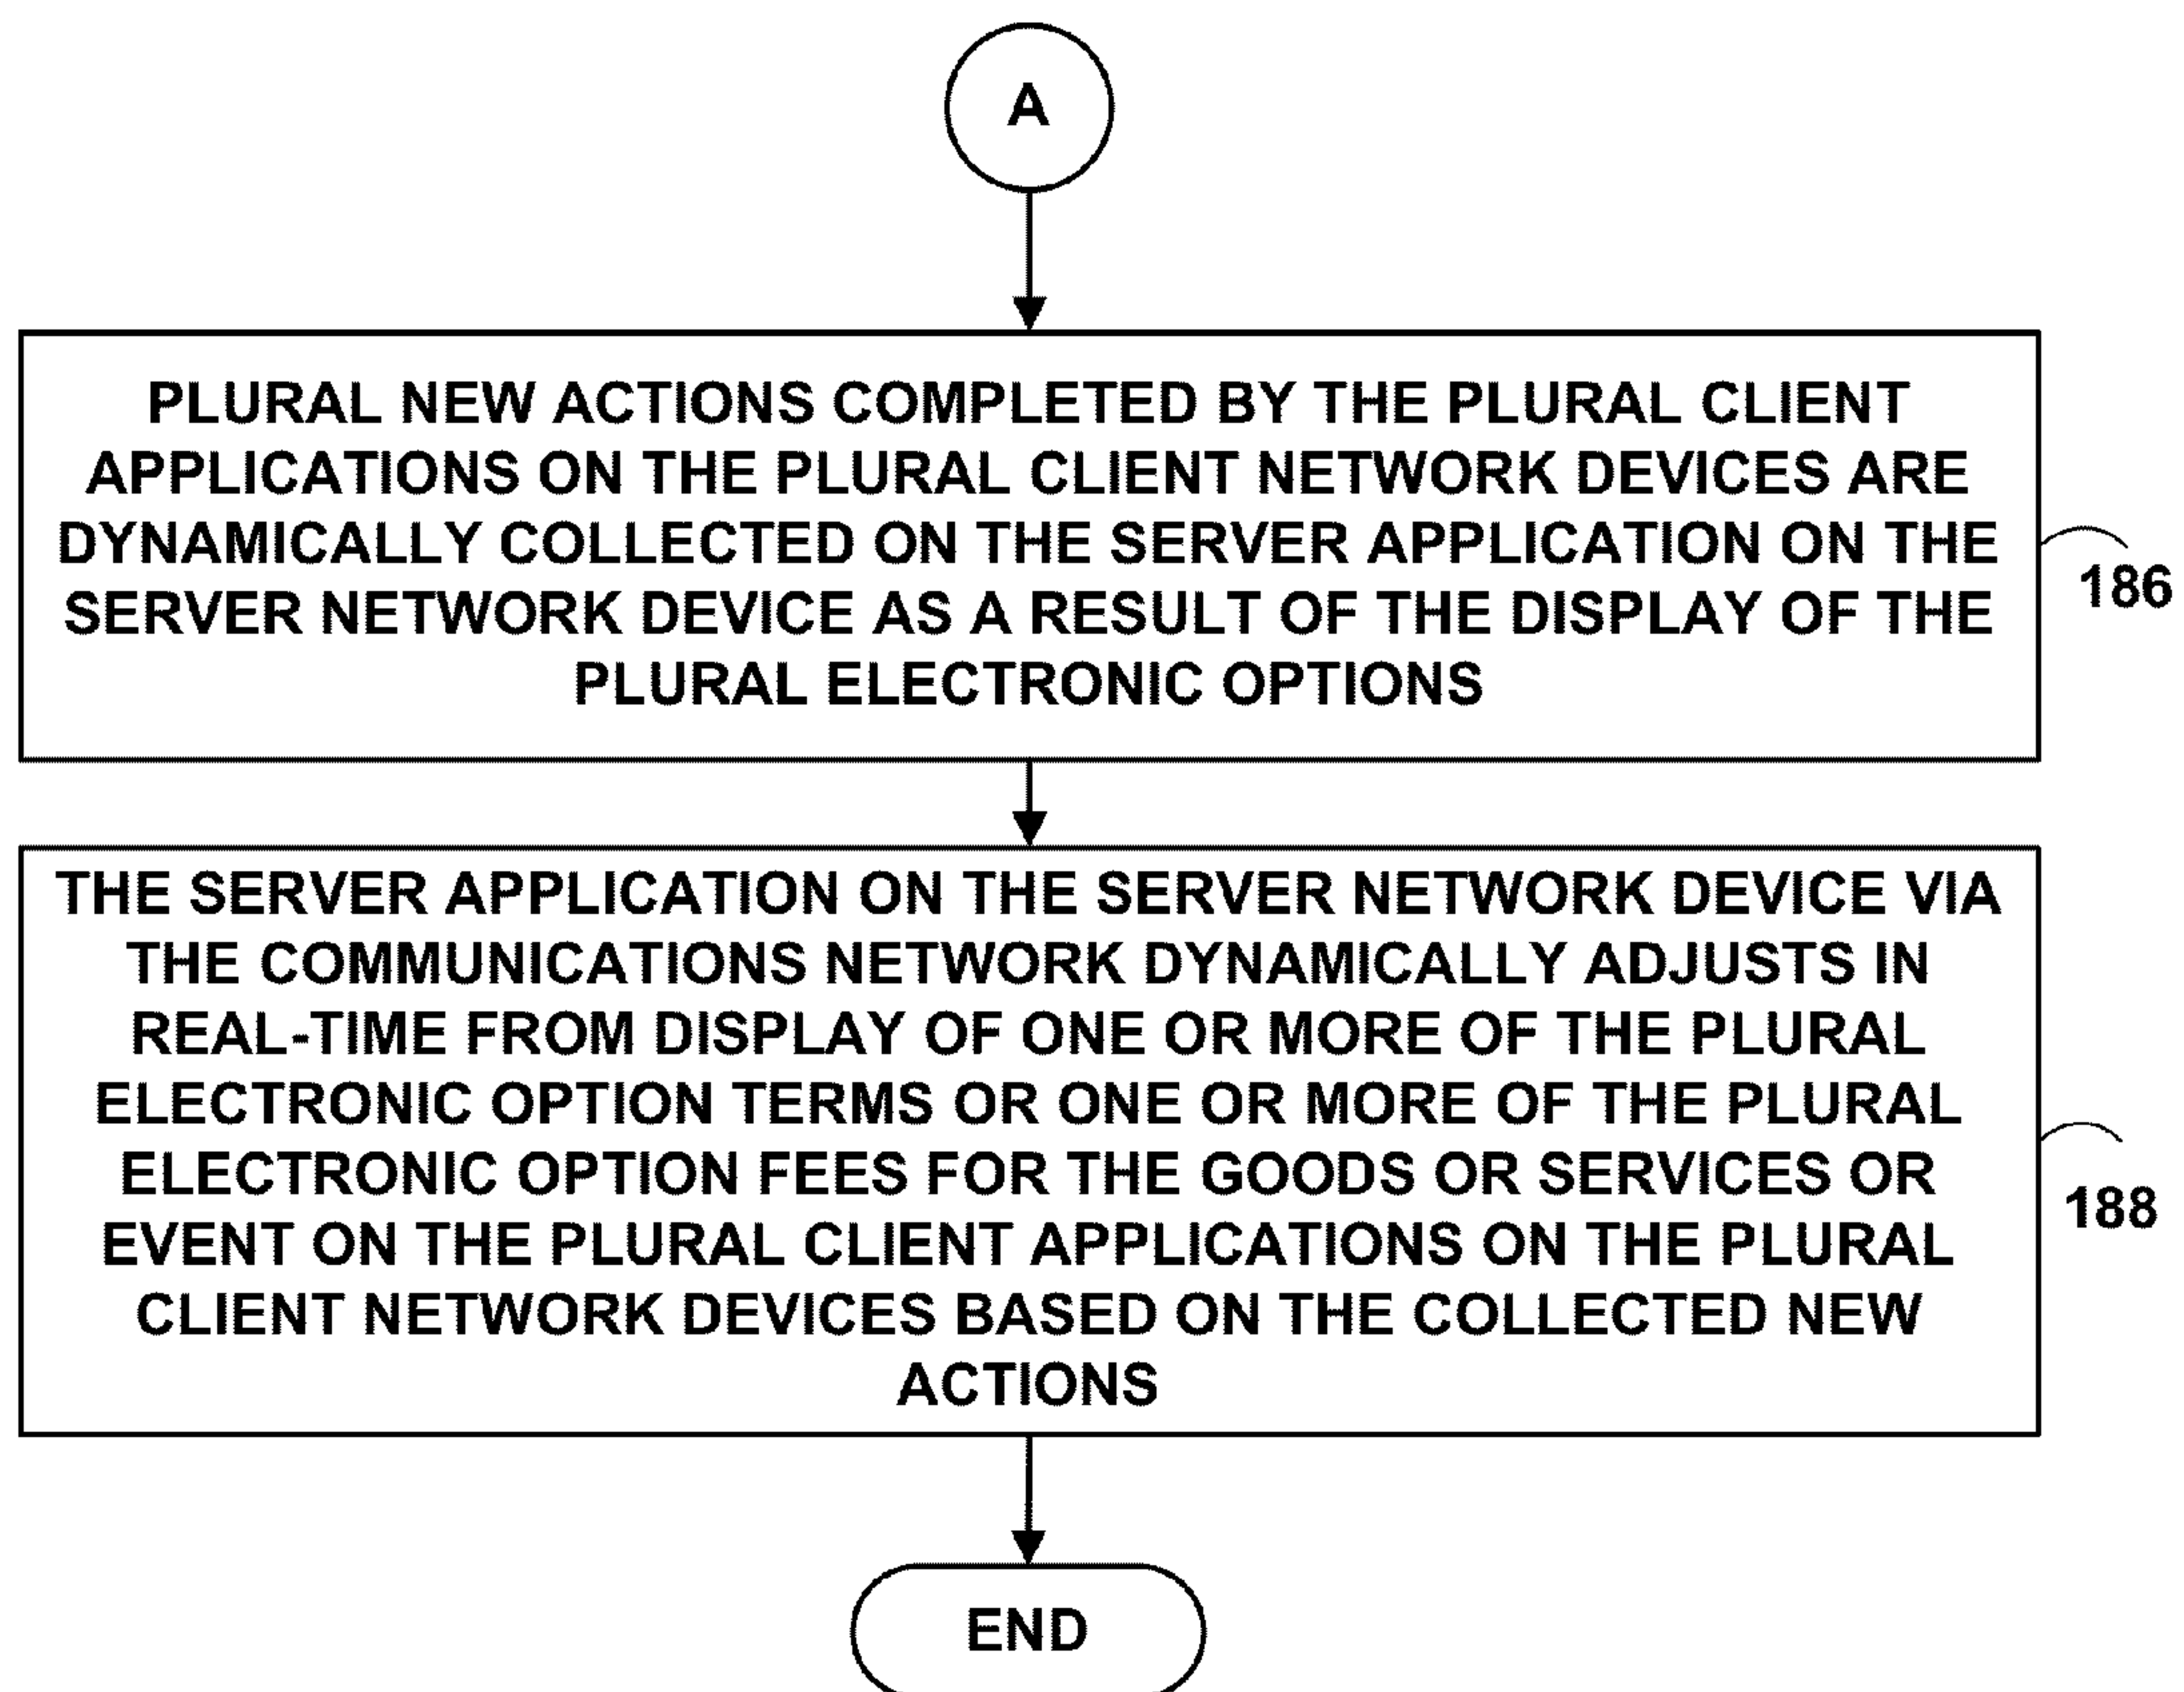 A
PLURAL NEW ACTIONS COMPLETED BY THE PLURAL CLIENT
APPLICATIONS ON THE PLURAL CLIENT NETWORK DEVICES ARE
DYNAMICALLY COLLECTED ON THE SERVER APPLICATION ON THE
SERVER NETWORK DEVICE AS A RESULT OF THE DISPLAY OF THE
PLURAL ELECTRONIC OPTIONS
186
THE SERVER APPLICATION ON THE SERVER NETWORK DEVICE VIA
THE COMMUNICATIONS NETWORK DYNAMICALLY ADJUSTS IN
REAL-TIME FROM DISPLAY OF ONE OR MORE OF THE PLURAL
ELECTRONIC OPTION TERMS OR ONE OR MORE OF THE PLURAL
ELECTRONIC OPTION FEES FOR THE GOODS OR SERVICES OR
EVENT ON THE PLURAL CLIENT APPLICATIONS ON THE PLURAL
CLIENT NETWORK DEVICES BASED ON THE COLLECTED NEW
ACTIONS
188
END